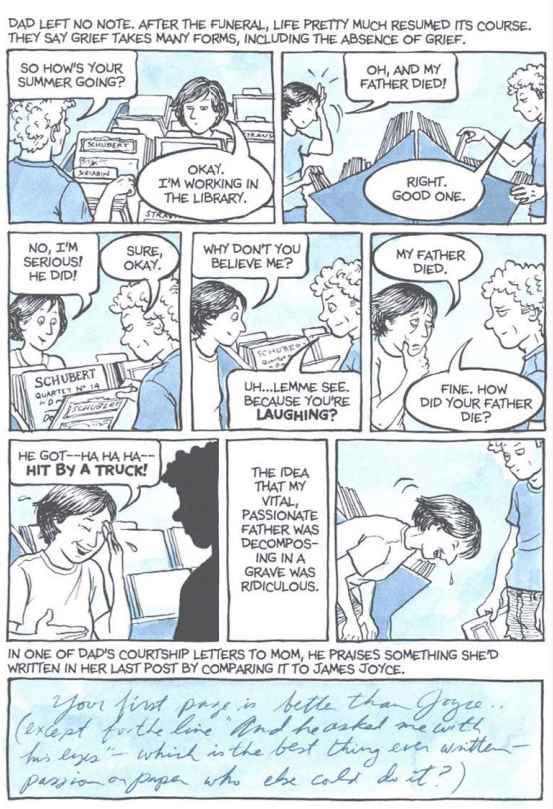 DAD LEFT NO NOTE. AFTER THE FUNERAL, LIFE PRETTY MUCH RESUMED ITS COURSE.
THEY SAY GRIEF TAKES MANY FORMS, INCLUDING THE ABSENCE OF GRIEF.
SO HOW'S YOUR
SUMMER GOING?
SCHUBERT
SCRIABIN
STRAUS
STRAV
OKAY.
I'M WORKING IN
THE LIBRARY.
OH, AND MY
FATHER DIED!
RIGHT.
GOOD ONE.
NO, I'M
SERIOUS!
HE DID!
SURE,
OKAY.
SCHUBERT
QUARTET Nº 14
SCHUBERT
WHY DON'T YOU
BELIEVE ME?
SCHUBERT
UH...LEMME SEE.
BECAUSE YOU'RE
LAUGHING?
MY FATHER
DIED.
FINE. HOW
DID YOUR FATHER
DIE?
HE GOT--HA HA HA--
HIT BY A TRUCK!
THE IDEA
THAT MY
VITAL,
PASSIONATE
FATHER WAS
DECOMPOS-
ING IN A
GRAVE WAS
RIDICULOUS.
IN ONE OF DAD'S COURTSHIP LETTERS TO MOM, HE PRAISES SOMETHING SHE'D
WRITTEN IN HER LAST POST BY COMPARING IT TO JAMES JOYCE.
Your first page is better than Joyce..
(except for the line "And he asked me with
his eyes"– which is the best thing ever written–
passion on paper who else could do it?)